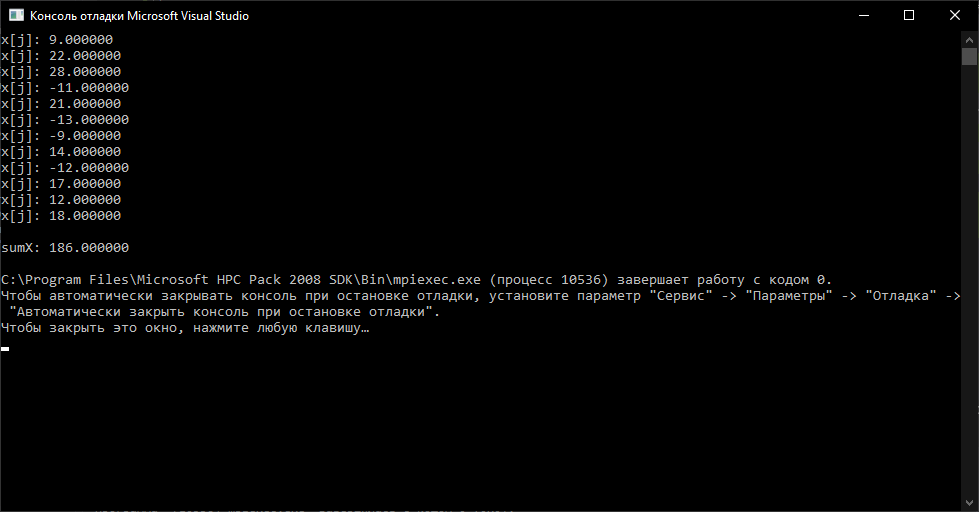 Консоль отладки Microsoft Visual Studio
x[j]: 9.000000
x[j]: 22.000000
x[j]: 28.000000
x[j]: -11.000000
x[j]: 21.000000
x[j]: -13.000000
x[j]: -9.000000
x[j]: 14.000000
x[j]: -12.000000
x[j]: 17.000000
x[j]: 12.000000
x[j]: 18.000000
sumX: 186.000000
C:\Program Files\Microsoft HPC Pack 2008 SDK\Bin\mpiexec.exe (процесс 10536) завершает работу с кодом 0.
Чтобы автоматически закрывать консоль при остановке отладки, установите параметр "Сервис" -> "Параметры" -> "Отладка" ->
"Автоматически закрыть консоль при остановке отладки".
Чтобы закрыть это окно, нажмите любую клавишу…